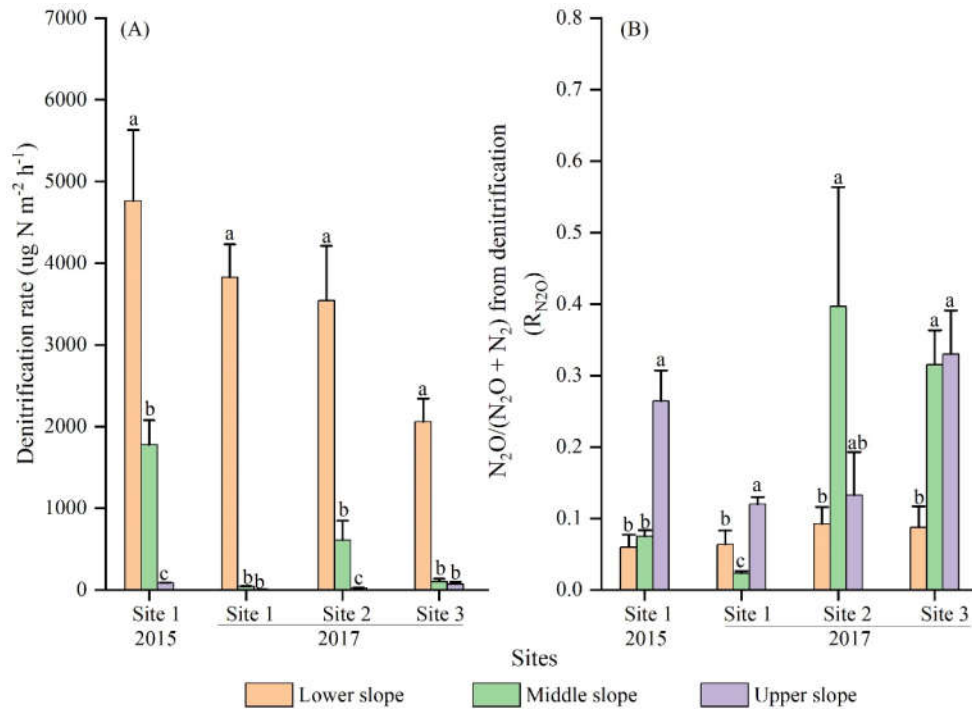 (A)
Denitrification rate (ug N m⁻² h⁻¹)
7000
6000
5000
4000
3000
2000
1000
0
a
b
c
a
b
b
a
b
c
a
b
b
Site 1
Site 1
Site 2
Site 3
2015
2017
(B)
N₂O/(N₂O + N₂) from denitrification
(R_N2O)
0.8
0.7
0.6
0.5
0.4
0.3
0.2
0.1
0.0
b
b
a
b
c
a
b
a
ab
b
a
a
Site 1
Site 1
Site 2
Site 3
2015
2017
Sites
Lower slope
Middle slope
Upper slope